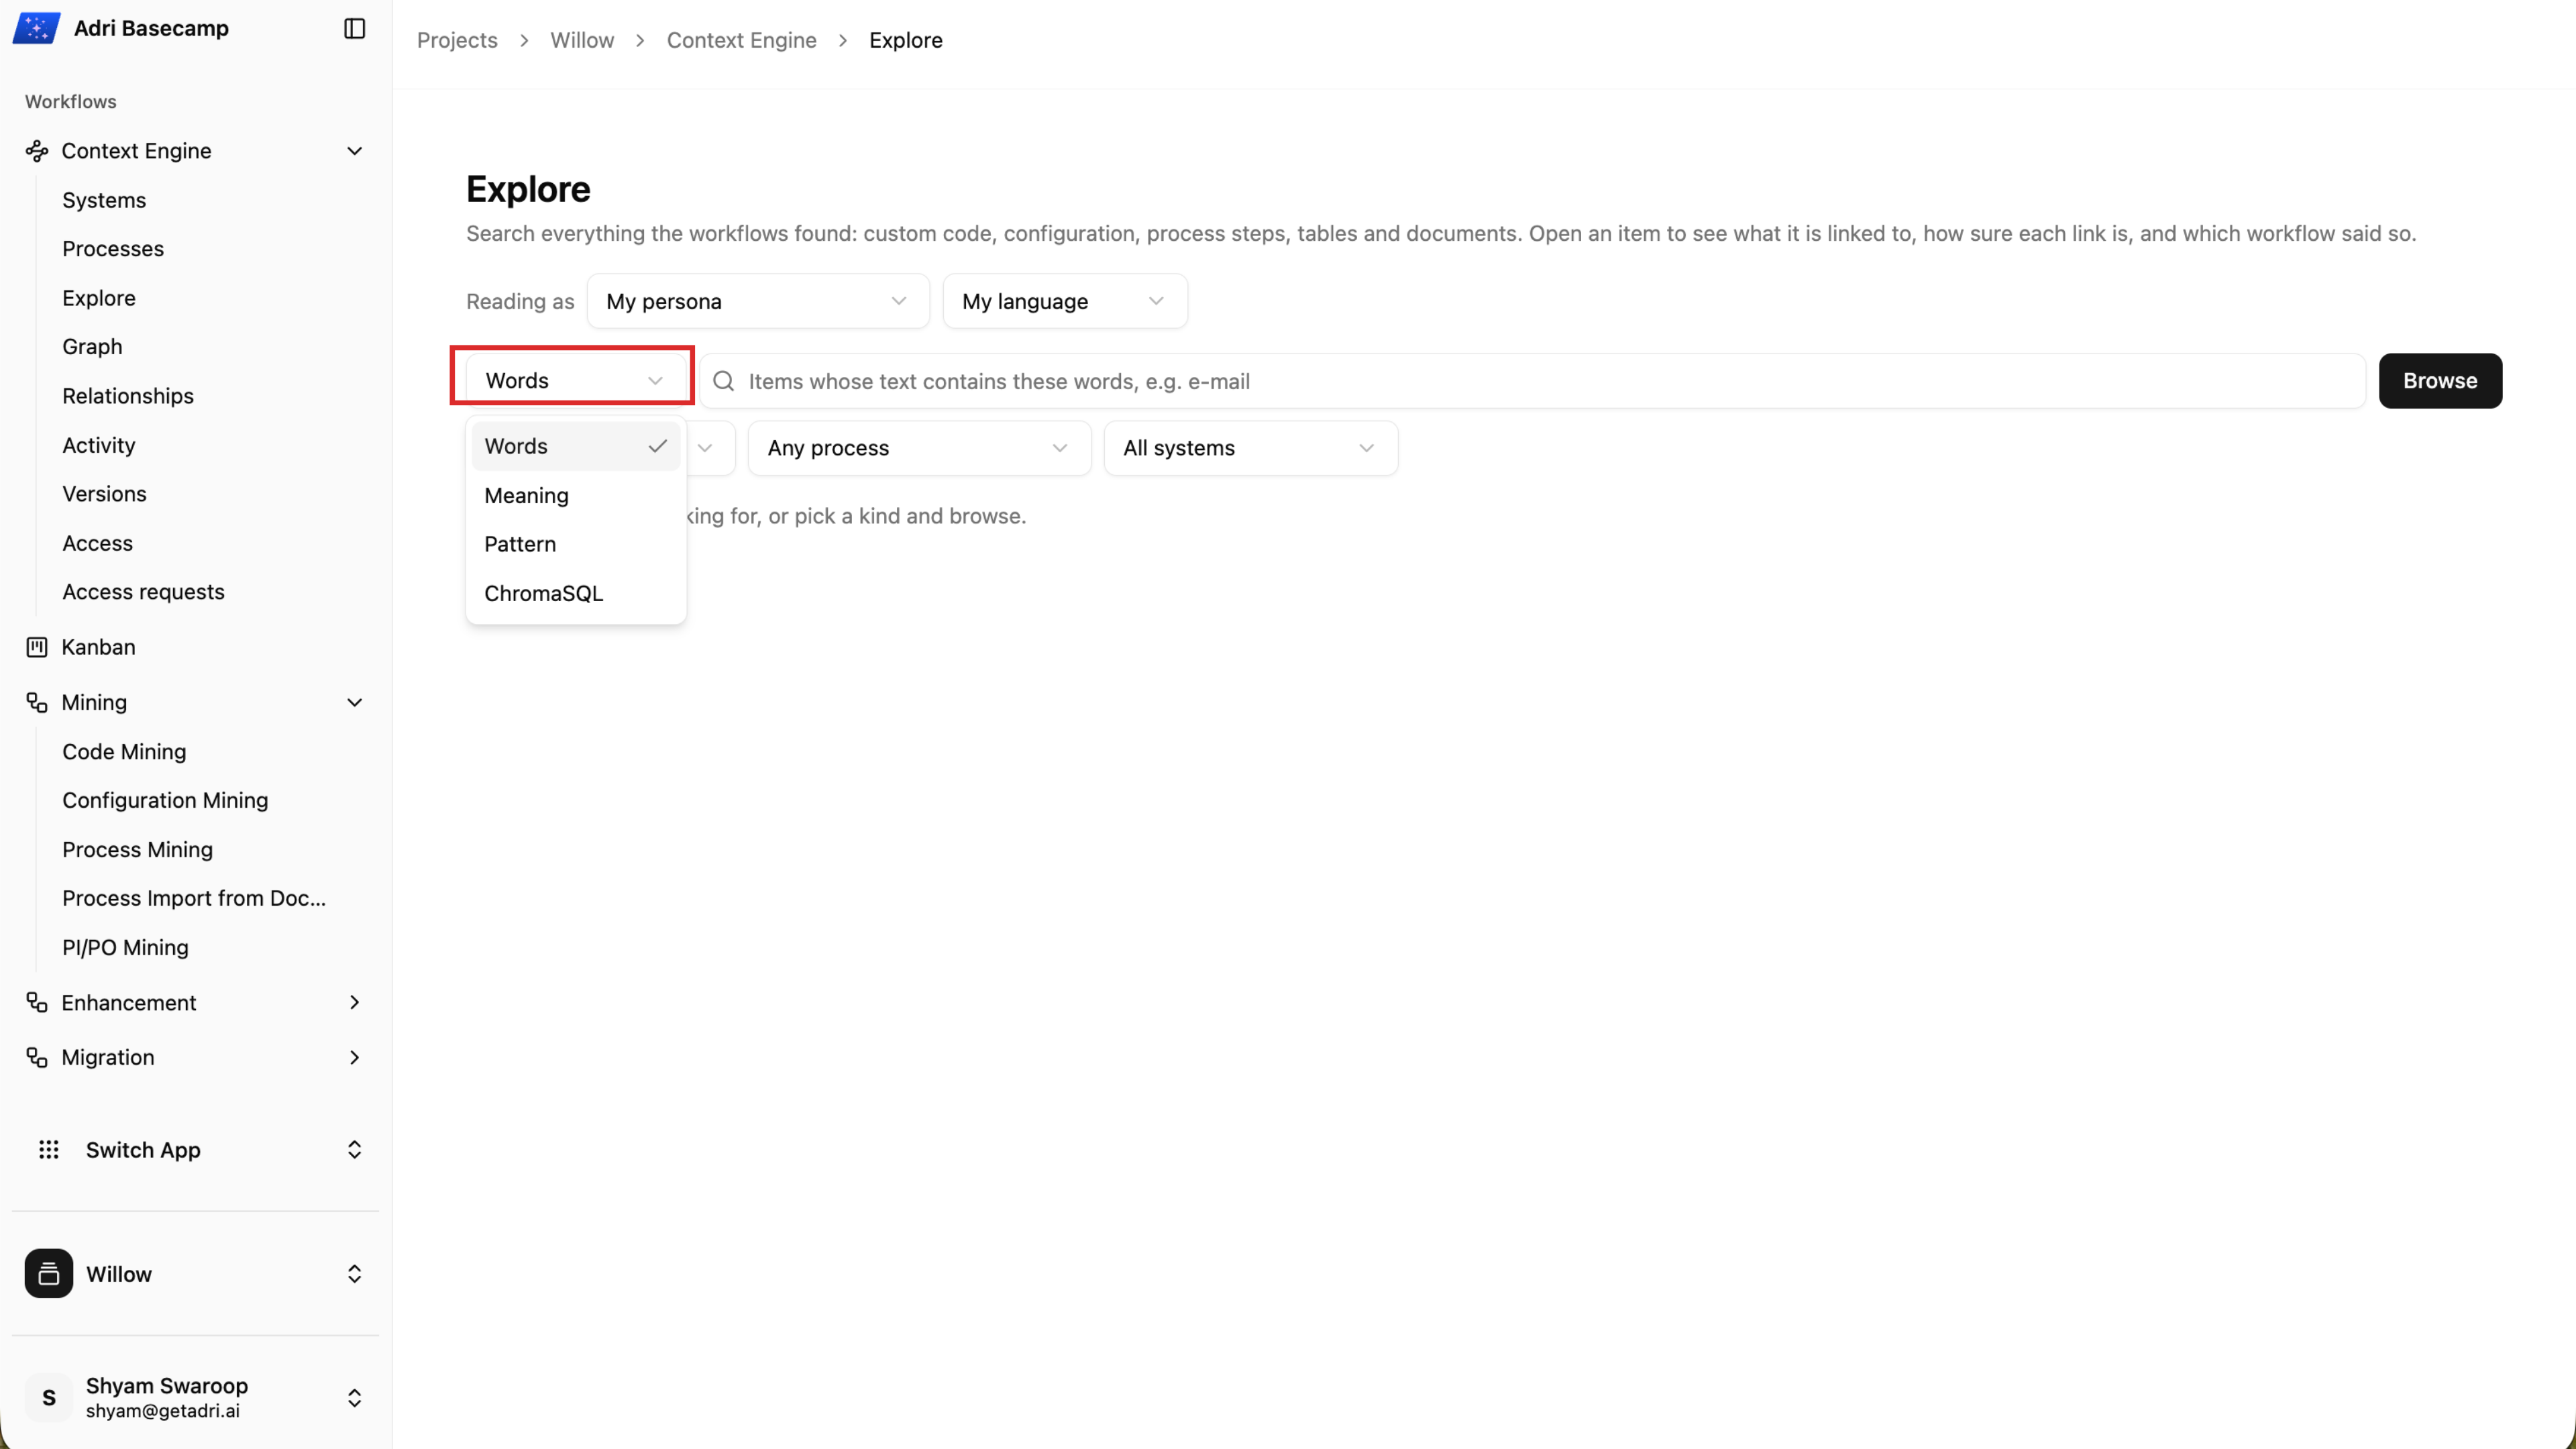 Adri Basecamp
Workflows
Context Engine
Systems
Processes
Explore
Graph
Relationships
Activity
Versions
Access
Access requests
Kanban
Mining
Code Mining
Configuration Mining
Process Mining
Process Import from Doc...
PI/PO Mining
Enhancement
Migration
Switch App
Willow
S
Shyam Swaroop
shyam@getadri.ai
Projects > Willow > Context Engine > Explore
Explore
Search everything the workflows found: custom code, configuration, process steps, tables and documents. Open an item to see what it is linked to, how sure each link is, and which workflow said so.
Reading as My persona My language
Words Items whose text contains these words, e.g. e-mail Browse
Any process All systems
Words
Meaning
Pattern
ChromaSQL
king for, or pick a kind and browse.